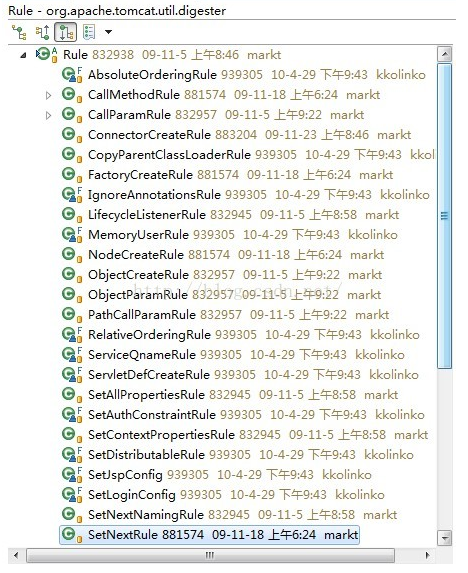 Rule - org.apache.tomcat.util.digester
Rule 832938 09-11-5 上午8:46 markt
AbsoluteOrderingRule 939305 10-4-29 下午9:43 kkolinko
CallMethodRule 881574 09-11-18 上午6:24 markt
CallParamRule 832957 09-11-5 上午9:22 markt
ConnectorCreateRule 883204 09-11-23 上午8:46 markt
CopyParentClassLoaderRule 939305 10-4-29 下午9:43 kkoli
FactoryCreateRule 881574 09-11-18 上午6:24 markt
IgnoreAnnotationsRule 939305 10-4-29 下午9:43 kkolinko
LifecycleListenerRule 832945 09-11-5 上午8:58 markt
MemoryUserRule 939305 10-4-29 下午9:43 kkolinko
NodeCreateRule 881574 09-11-18 上午6:24 markt
ObjectCreateRule 832957 09-11-5 上午9:22 markt
http://blog.csdn.net/
ObjectParamRule 832957 09-11-5 上午9:22 markt
PathCallParamRule 832957 09-11-5 上午9:22 markt
RelativeOrderingRule 939305 10-4-29 下午9:43 kkolinko
ServiceQnameRule 939305 10-4-29 下午9:43 kkolinko
ServletDefCreateRule 939305 10-4-29 下午9:43 kkolinko
SetAllPropertiesRule 832945 09-11-5 上午8:58 markt
SetAuthConstraintRule 939305 10-4-29 下午9:43 kkolinko
SetContextPropertiesRule 832945 09-11-5 上午8:58 markt
SetDistributableRule 939305 10-4-29 下午9:43 kkolinko
SetJspConfig 939305 10-4-29 下午9:43 kkolinko
SetLoginConfig 939305 10-4-29 下午9:43 kkolinko
SetNextNamingRule 832945 09-11-5 上午8:58 markt
SetNextRule 881574 09-11-18 上午6:24 markt